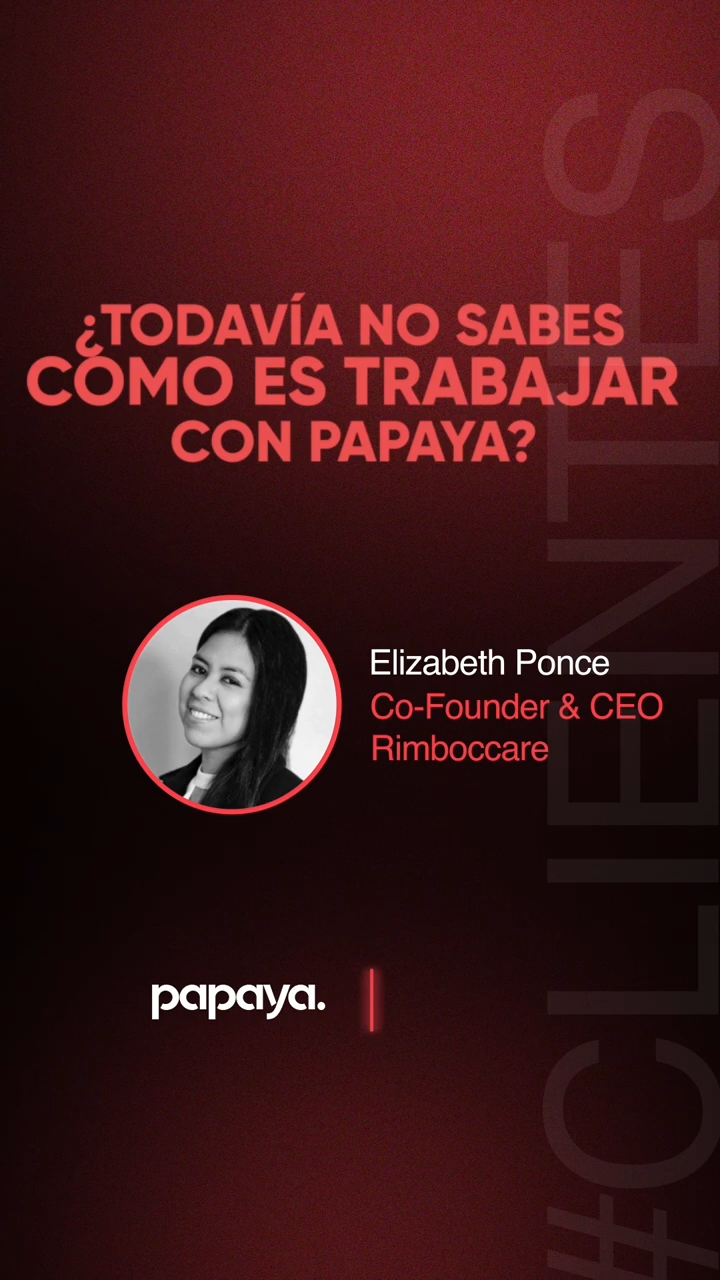 ¿TODAVÍA NO SABES
CÓMO ES TRABAJAR
CON PAPAYA?
Elizabeth Ponce
Co-Founder & CEO
Rimboccare
papaya.
#CLIENTES